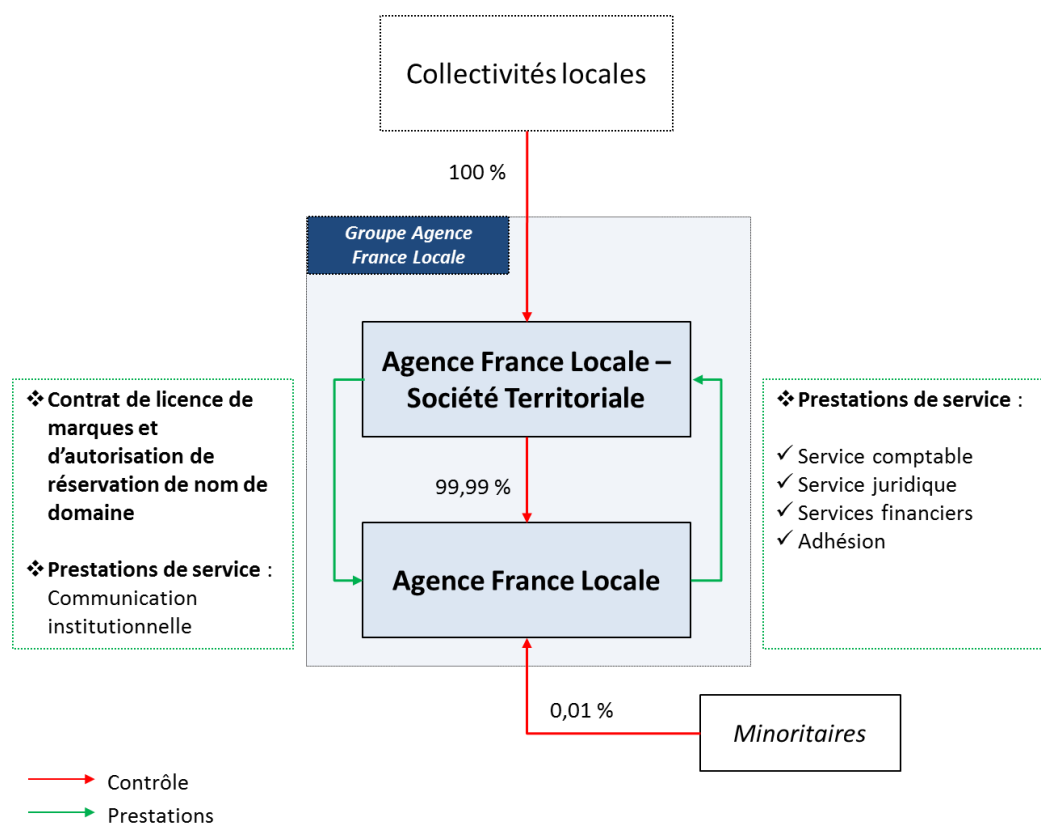 Collectivités locales
100 %
Groupe Agence
France Locale
Agence France Locale –
Société Territoriale
❖ Contrat de licence de
marques et
d'autorisation de
réservation de nom de
domaine
❖ Prestations de service :
Communication
institutionnelle
99,99 %
❖ Prestations de service :
✓ Service comptable
✓ Service juridique
✓ Services financiers
✓ Adhésion
Agence France Locale
0,01 %
Minoritaires
Contrôle
Prestations